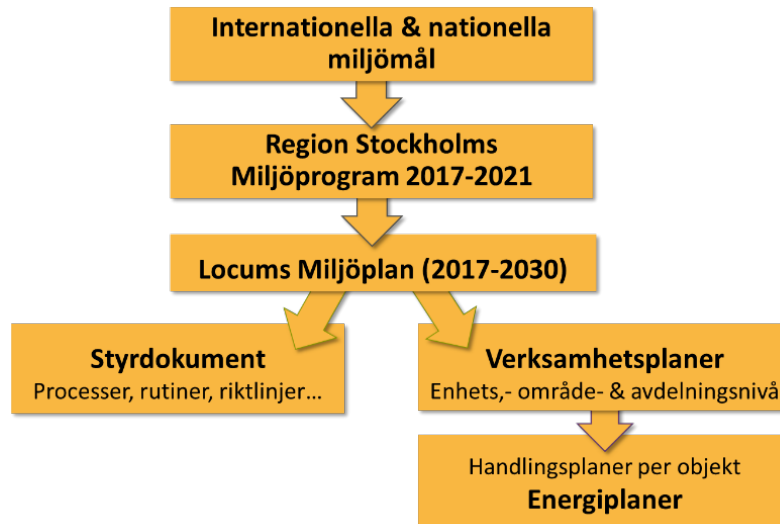 Internationella & nationella
miljömål
Region Stockholms
Miljöprogram 2017-2021
Locums Miljöplan (2017-2030)
Styrdokument
Processer, rutiner, riktlinjer...
Verksamhetsplaner
Enhets,- område- & avdelningsnivå
Handlingsplaner per objekt
Energiplaner